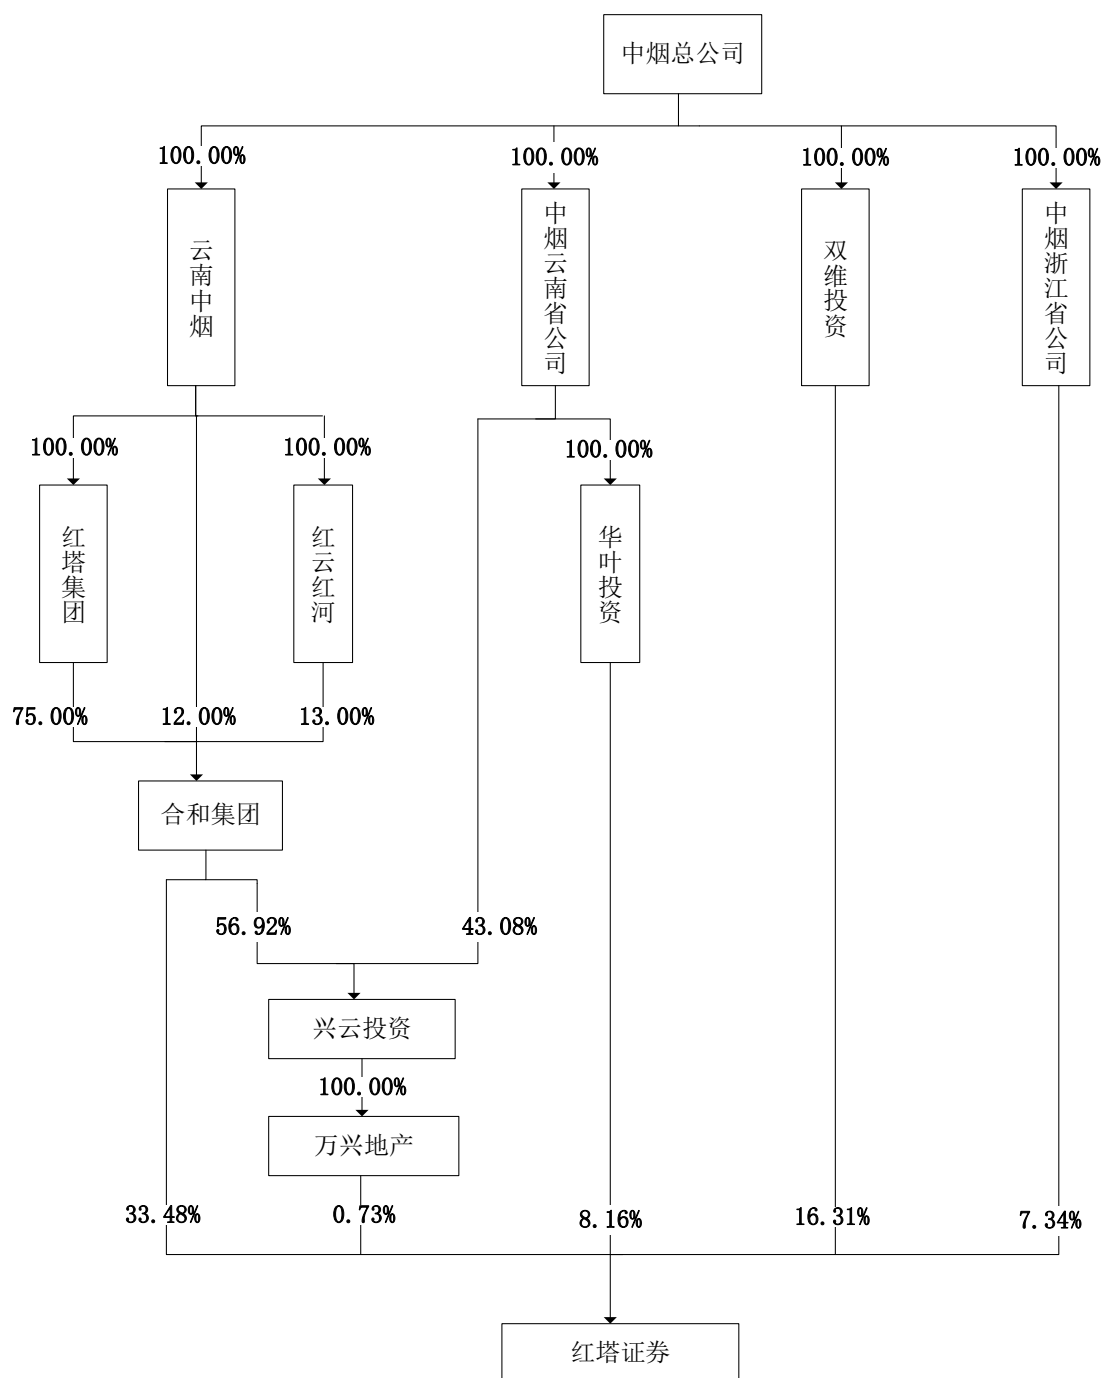 中烟总公司
100.00%
100.00%
100.00%
100.00%
云南中烟
中烟云南省公司
双维投资
中烟浙江省公司
100.00%
100.00%
100.00%
红塔集团
红云红河
华叶投资
75.00%
12.00%
13.00%
合和集团
56.92%
43.08%
兴云投资
100.00%
万兴地产
33.48%
0.73%
8.16%
16.31%
7.34%
红塔证券